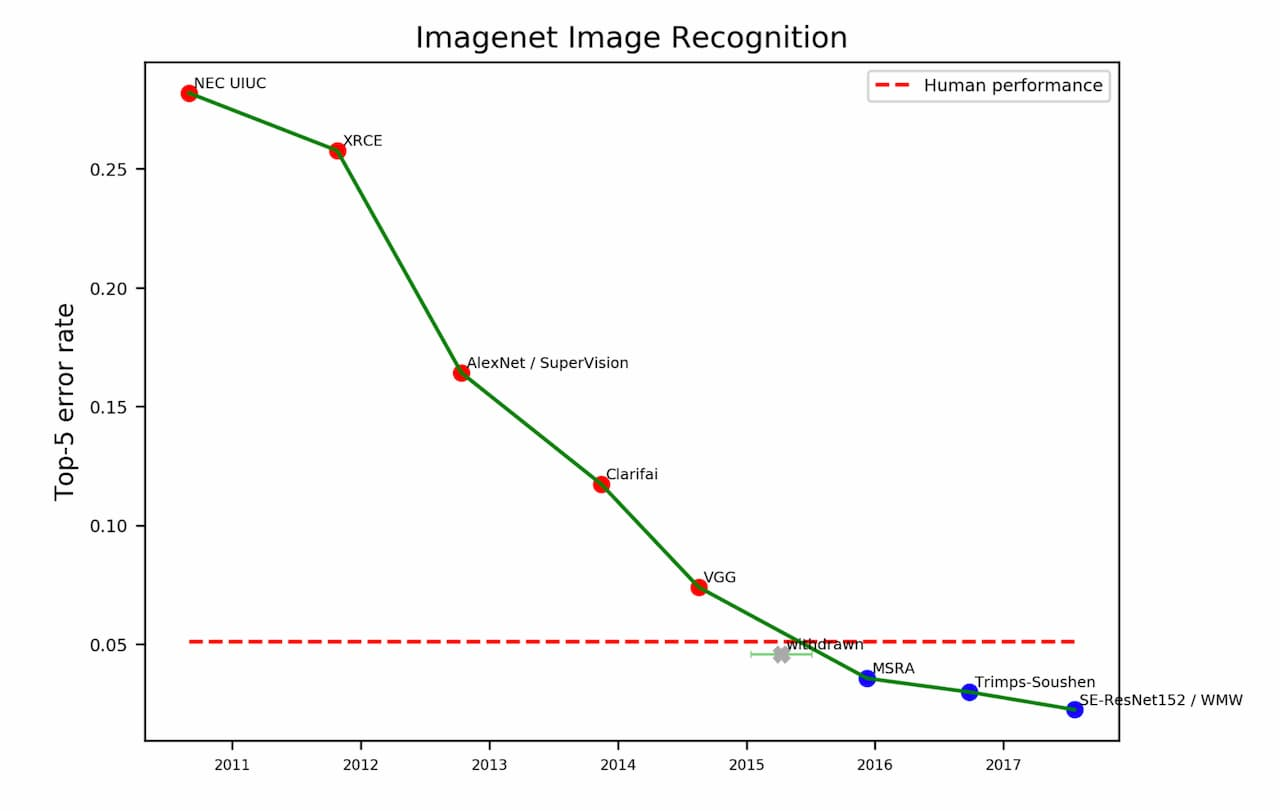 Imagenet Image Recognition
Human performance
NEC UIUC
XRCE
AlexNet / SuperVision
Clarifai
VGG
withdrawn
MSRA
Trimps-Soushen
SE-ResNet152 / WMW
Top-5 error rate
0.25
0.20
0.15
0.10
0.05
2011
2012
2013
2014
2015
2016
2017